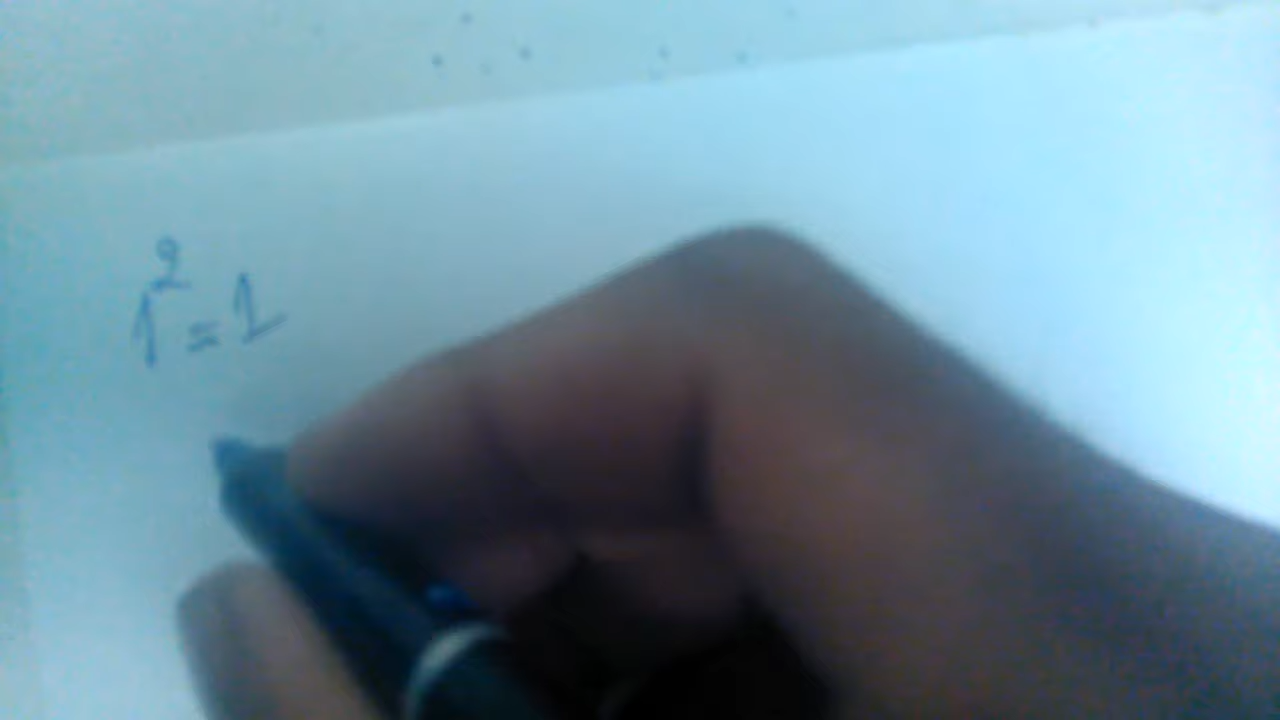 1² = 1